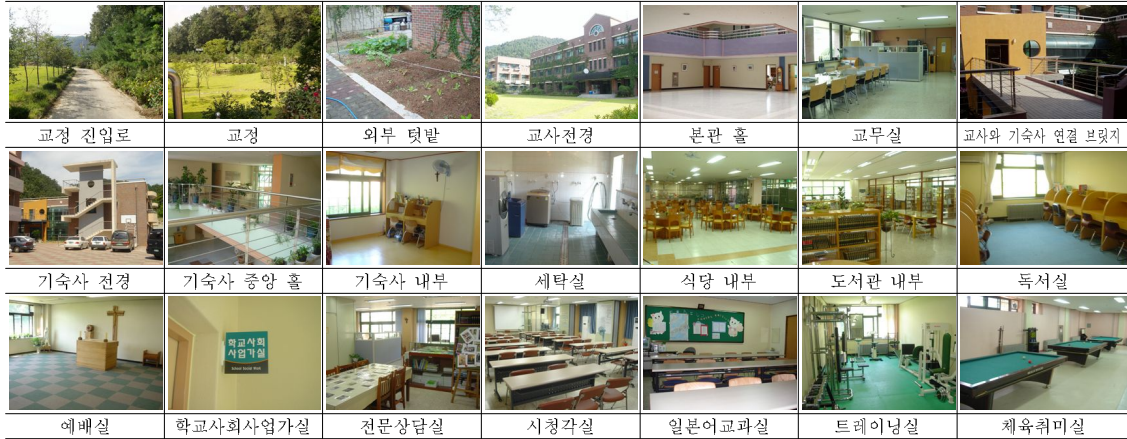 교정 진입로
교정
외부 텃밭
교사전경
본관 홀
교무실
교사와 기숙사 연결 브릿지
기숙사 전경
기숙사 중앙 홀
기숙사 내부
세탁실
식당 내부
도서관 내부
독서실
학교사회
사업가실
School Social Work
예배실
학교사회사업가실
전문상담실
시청각실
일본어교과실
트레이닝실
체육취미실